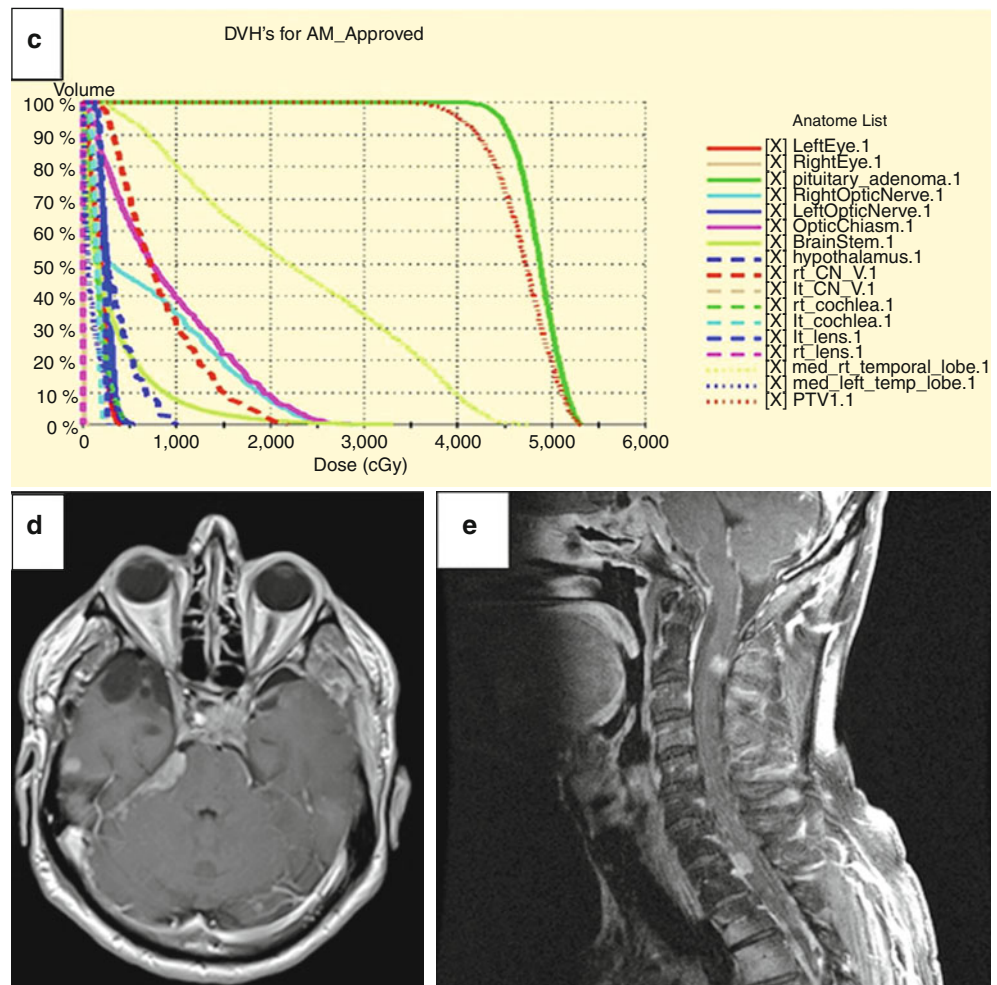 c
DVH's for AM_Approved
Volume
100 %
90 %
80 %
70 %
60 %
50 %
40 %
30 %
20 %
10 %
0 %
0 1,000 2,000 3,000 4,000 5,000 6,000
Dose (cGy)
Anatome List
[X] LeftEye.1
[X] RightEye.1
[X] pituitary_adenoma.1
[X] RightOpticNerve.1
[X] LeftOpticNerve.1
[X] OpticChiasm.1
[X] BrainStem.1
[X] hypothalamus.1
[X] rt_CN_V.1
[X] lt_CN_V.1
[X] rt_cochlea.1
[X] lt_cochlea.1
[X] lt_lens.1
[X] rt_lens.1
[X] med_rt_temporal_lobe.1
[X] med_left_temp_lobe.1
[X] PTV1.1
d
e